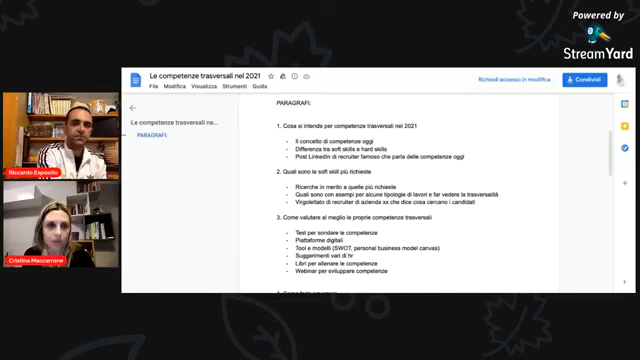 Powered by
StreamYard
Le competenze trasversali nel 2021
File Modifica Visualizza Strumenti Guida
Richiedi accesso in modifica
Condividi
Le competenze trasversali ne...
PARAGRAFI:
PARAGRAFI:
1. Cosa si intende per competenze trasversali nel 2021
- Il concetto di competenze oggi
- Differenza tra soft skills e hard skills
- Post LinkedIn di recruiter famoso che parla delle competenze oggi
2. Quali sono le soft skill più richieste
- Ricerche in merito a quelle più richieste
- Quali sono con esempi per alcune tipologie di lavori e far vedere la trasversalità
- Virgolettato di recruiter di azienda xx che dice cosa cercano i candidati
3. Come valutare al meglio le proprie competenze trasversali
- Test per sondare le competenze
- Piattaforme digitali
- Tool e modelli (SWOT, personal business model canvas)
- Suggerimenti vari di hr
- Libri per allenare le competenze
- Webinar per sviluppare competenze
Riccardo Esposito
Cristina Maccarrone